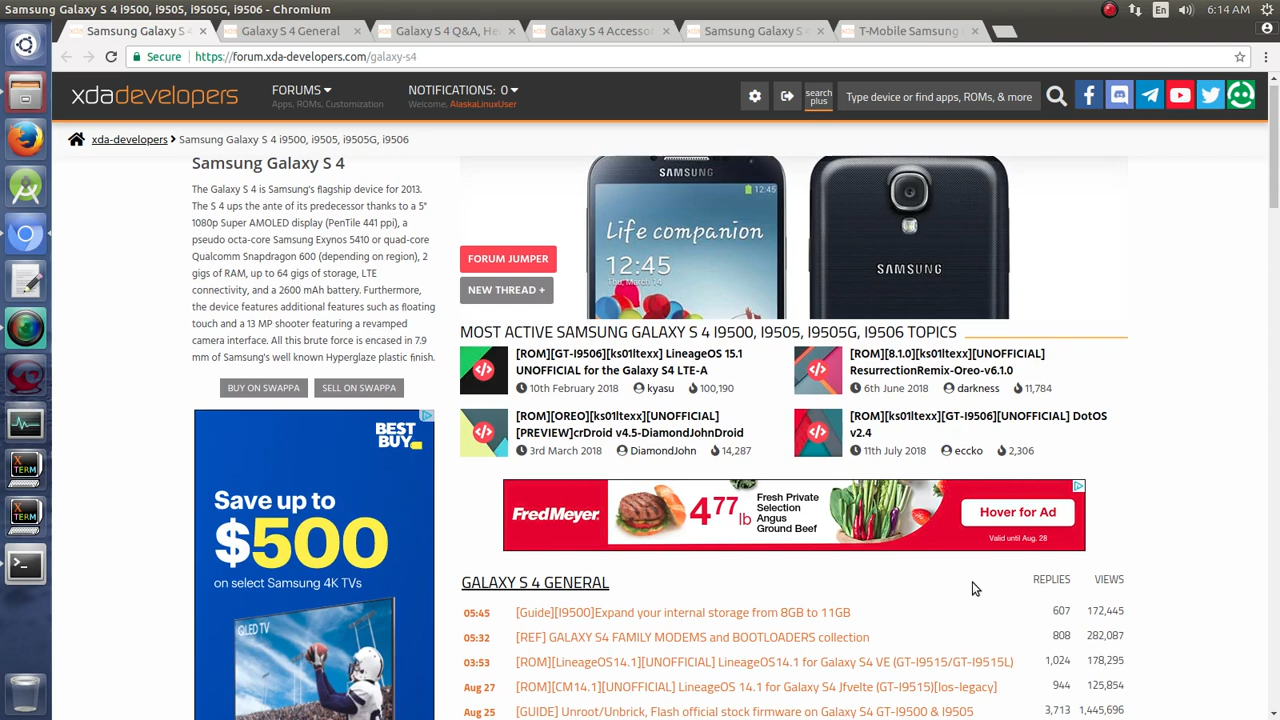 Samsung Galaxy S 4 i9500, i9505, i9505G, i9506 - Chromium
En
6:14 AM
Samsung Galaxy S 4
Galaxy S 4 General
Galaxy S 4 Q&A, He
Galaxy S 4 Accessor
Samsung Galaxy S
T-Mobile Samsung
Secure
https://forum.xda-developers.com/galaxy-s4
xdadevelopers
FORUMS
Apps, ROMs, Customization
NOTIFICATIONS: 0
Welcome, AlaskaLinuxUser
search
plus
Type device or find apps, ROMs, & more
xda-developers
Samsung Galaxy S 4 i9500, i9505, i9505G, i9506
Samsung Galaxy S 4
The Galaxy S 4 is Samsung's flagship device for 2013.
The S 4 ups the ante of its predecessor thanks to a 5"
1080p Super AMOLED display (PenTile 441 ppi), a
pseudo octa-core Samsung Exynos 5410 or quad-core
Qualcomm Snapdragon 600 (depending on region), 2
gigs of RAM, up to 64 gigs of storage, LTE
connectivity, and a 2600 mAh battery. Furthermore,
the device features additional features such as floating
touch and a 13 MP shooter featuring a revamped
camera interface. All this brute force is encased in 7.9
mm of Samsung's well known Hyperglaze plastic finish.
BUY ON SWAPPA
SELL ON SWAPPA
SAMSUNG
12:45
Life companion
12:45
Thu, March 14
SAMSUNG
FORUM JUMPER
NEW THREAD +
MOST ACTIVE SAMSUNG GALAXY S 4 I9500, I9505, I9505G, I9506 TOPICS
[ROM][GT-I9506][ks01ltexx] LineageOS 15.1
UNOFFICIAL for the Galaxy S4 LTE-A
10th February 2018
kyasu
100,190
[ROM][8.1.0][ks01ltexx][UNOFFICIAL]
ResurrectionRemix-Oreo-v6.1.0
6th June 2018
darkness
11,784
[ROM][OREO][ks01ltexx][UNOFFICIAL]
[PREVIEW]crDroid v4.5-DiamondJohnDroid
3rd March 2018
DiamondJohn
14,287
[ROM][ks01ltexx][GT-I9506][UNOFFICIAL] DotOS
v2.4
11th July 2018
eccko
2,306
BEST
BUY
Save up to
$500
on select Samsung 4K TVs
QLED TV
Fred Meyer.
4.77
lb
Fresh Private
Selection
Angus
Ground Beef
Hover for Ad
Valid until Aug. 28
GALAXY S 4 GENERAL
REPLIES
VIEWS
05:45
[Guide][I9500]Expand your internal storage from 8GB to 11GB
607
172,445
05:32
[REF] GALAXY S4 FAMILY MODEMS and BOOTLOADERS collection
808
282,087
03:53
[ROM][LineageOS14.1][UNOFFICIAL] LineageOS14.1 for Galaxy S4 VE (GT-I9515/GT-I9515L)
1,024
178,295
Aug 27
[ROM][CM14.1][UNOFFICIAL] LineageOS 14.1 for Galaxy S4 Jfvelte (GT-I9515)[los-legacy]
944
125,854
Aug 25
[GUIDE] Unroot/Unbrick, Flash official stock firmware on Galaxy S4 GT-I9500 & I9505
3,713
1,445,696
X
TERM
X
TERM